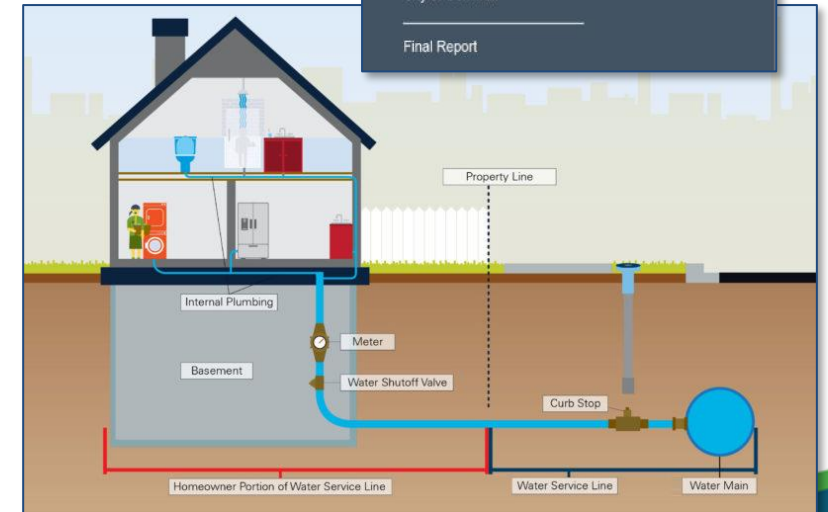 Final Report
Property Line
Internal Plumbing
Meter
Basement
Water Shutoff Valve
Curb Stop
Homeowner Portion of Water Service Line
Water Service Line
Water Main